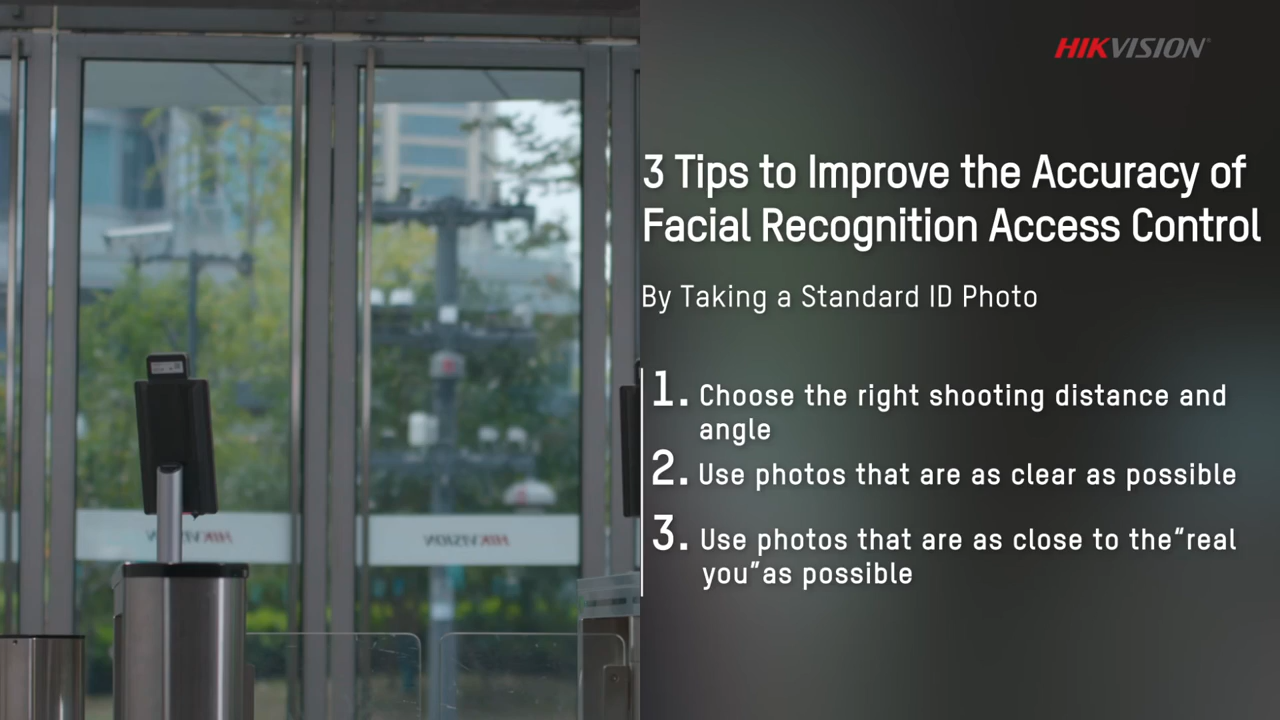 HIKVISION
3 Tips to Improve the Accuracy of
Facial Recognition Access Control
By Taking a Standard ID Photo
1. Choose the right shooting distance and
angle
2. Use photos that are as clear as possible
3. Use photos that are as close to the“real
you”as possible
HIKVISION
HIKVISION